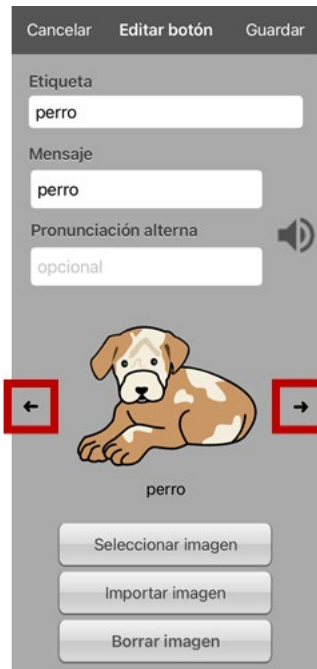 Cancelar Editar botón Guardar
Etiqueta
perro
Mensaje
perro
Pronunciación alterna
opcional
← →
perro
Seleccionar imagen
Importar imagen
Borrar imagen